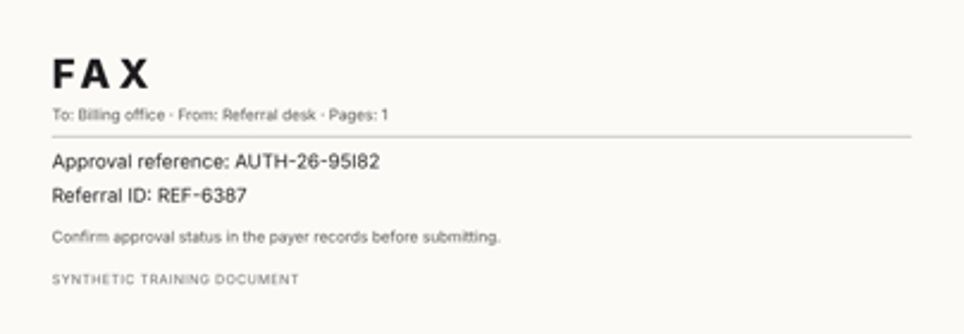 FAX
To: Billing office · From: Referral desk · Pages: 1
Approval reference: AUTH-26-95I82
Referral ID: REF-6387
Confirm approval status in the payer records before submitting.
SYNTHETIC TRAINING DOCUMENT